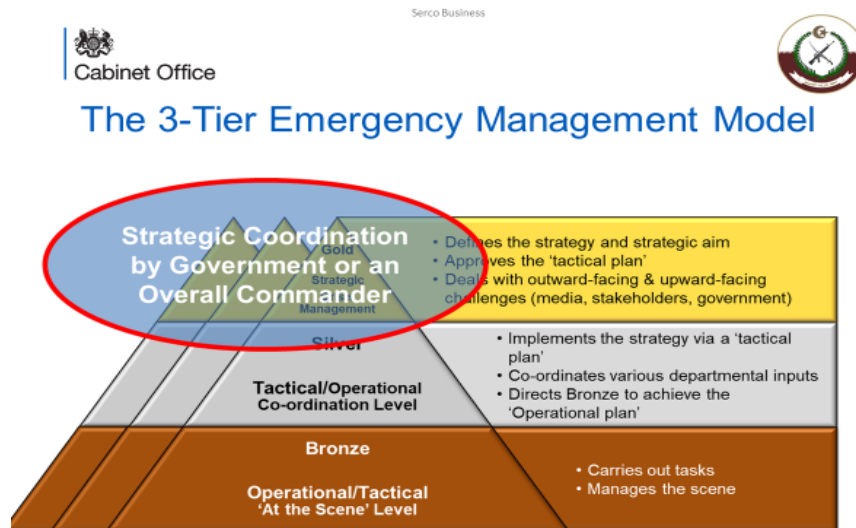 Serco Business
Cabinet Office
The 3-Tier Emergency Management Model
Strategic Coordination
by Government or an
Overall Commander
Gold
Strategic
Management
• Defines the strategy and strategic aim
• Approves the ‘tactical plan’
• Deals with outward-facing & upward-facing
challenges (media, stakeholders, government)
Silver
Tactical/Operational
Co-ordination Level
• Implements the strategy via a ‘tactical
plan’
• Co-ordinates various departmental inputs
• Directs Bronze to achieve the
‘Operational plan’
Bronze
Operational/Tactical
‘At the Scene’ Level
• Carries out tasks
• Manages the scene